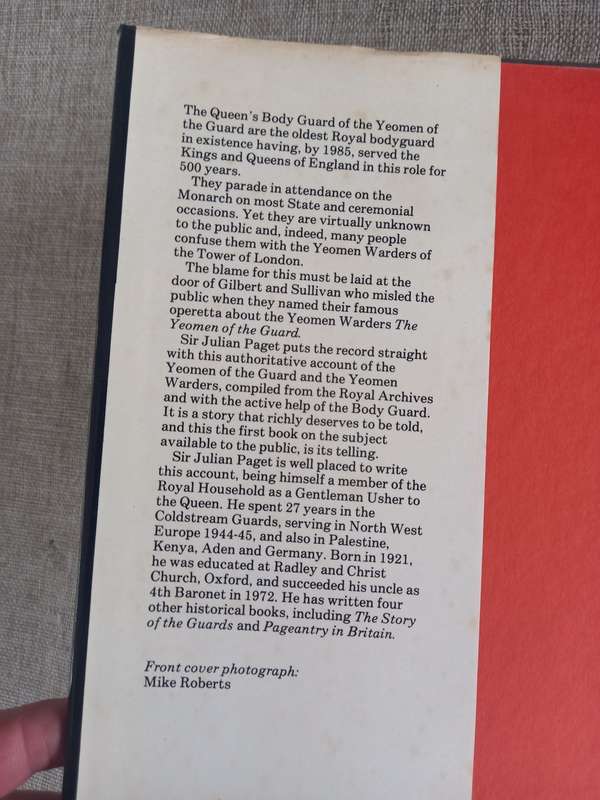 The Queen's Body Guard of the Yeomen of
the Guard are the oldest Royal bodyguard
in existence having, by 1985, served the
Kings and Queens of England in this role for
500 years.
They parade in attendance on the
Monarch on most State and ceremonial
occasions. Yet they are virtually unknown
to the public and, indeed, many people
confuse them with the Yeomen Warders of
the Tower of London.
The blame for this must be laid at the
door of Gilbert and Sullivan who misled the
public when they named their famous
operetta about the Yeomen Warders The
Yeomen of the Guard.
Sir Julian Paget puts the record straight
with this authoritative account of the
Yeomen of the Guard and the Yeomen
Warders, compiled from the Royal Archives
and with the active help of the Body Guard.
It is a story that richly deserves to be told,
and this the first book on the subject
available to the public, is its telling.
Sir Julian Paget is well placed to write
this account, being himself a member of the
Royal Household as a Gentleman Usher to
the Queen. He spent 27 years in the
Coldstream Guards, serving in North West
Europe 1944-45, and also in Palestine,
Kenya, Aden and Germany. Born in 1921,
he was educated at Radley and Christ
Church, Oxford, and succeeded his uncle as
4th Baronet in 1972. He has written four
other historical books, including The Story
of the Guards and Pageantry in Britain.
Front cover photograph:
Mike Roberts